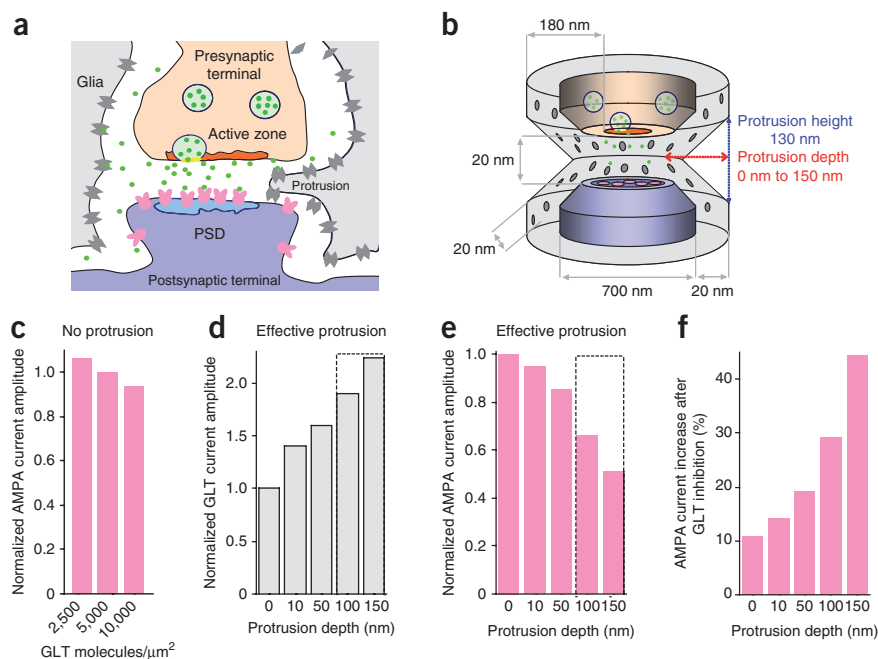 a
Glia
Presynaptic
terminal
Active zone
Protrusion
PSD
Postsynaptic terminal
b
180 nm
20 nm
Protrusion height
130 nm
Protrusion depth
0 nm to 150 nm
20 nm
700 nm
20 nm
c
No protrusion
Normalized AMPA current amplitude
1.0
0.8
0.6
0.4
0.2
0
2,500
5,000
10,000
GLT molecules/μm²
d
Effective protrusion
Normalized GLT current amplitude
2.0
1.5
1.0
0.5
0
0 10 50 100 150
Protrusion depth (nm)
e
Effective protrusion
Normalized AMPA current amplitude
1.0
0.8
0.6
0.4
0.2
0
0 10 50 100 150
Protrusion depth (nm)
f
AMPA current increase after
GLT inhibition (%)
40
30
20
10
0
0 10 50 100 150
Protrusion depth (nm)